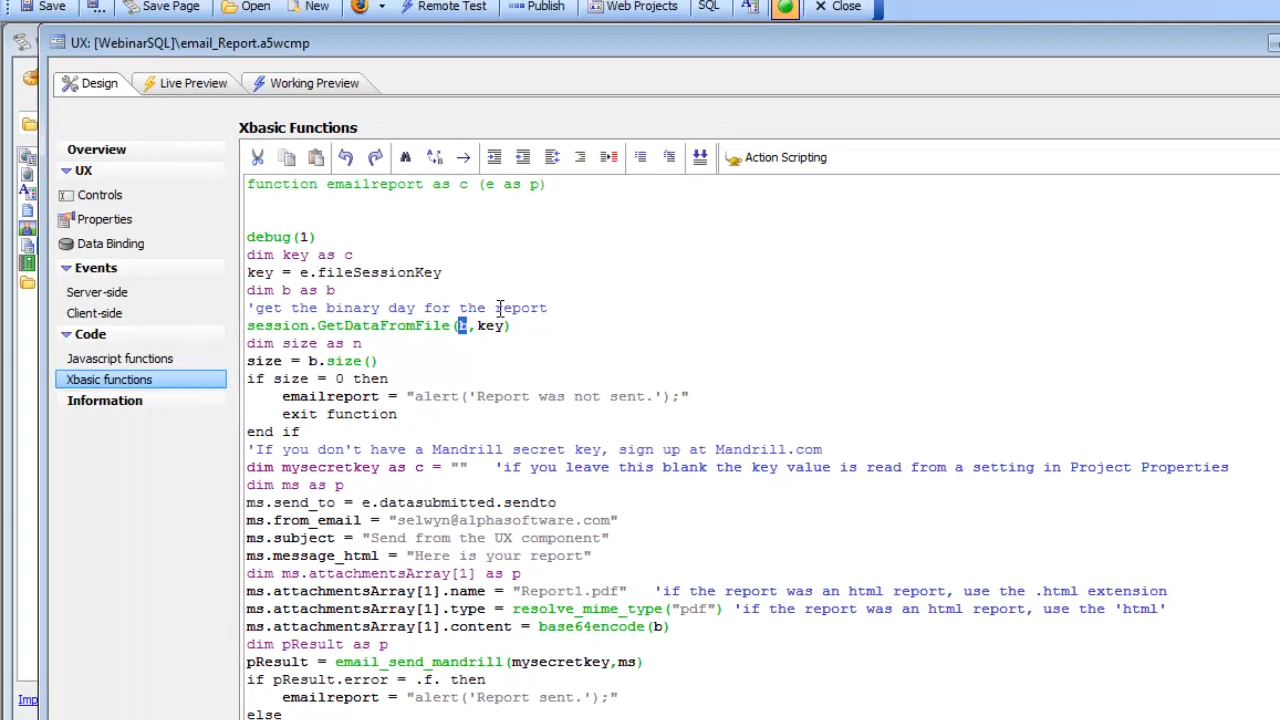 Save Save Page Open New Remote Test Publish Web Projects SQL Close
UX: [WebinarSQL]\email_Report.a5wcmp
Design Live Preview Working Preview
Xbasic Functions
Overview
UX
Controls
Properties
Data Binding
Events
Server-side
Client-side
Code
Javascript functions
Xbasic functions
Information
Action Scripting
function emailreport as c (e as p)
debug(1)
dim key as c
key = e.fileSessionKey
dim b as b
'get the binary day for the report
session.GetDataFromFile(b,key)
dim size as n
size = b.size()
if size = 0 then
emailreport = "alert('Report was not sent.');"
exit function
end if
'If you don't have a Mandrill secret key, sign up at Mandrill.com
dim mysecretkey as c = "" 'if you leave this blank the key value is read from a setting in Project Properties
dim ms as p
ms.send_to = e.datasubmitted.sendto
ms.from_email = "selwyn@alphasoftware.com"
ms.subject = "Send from the UX component"
ms.message_html = "Here is your report"
dim ms.attachmentsArray[1] as p
ms.attachmentsArray[1].name = "Report1.pdf" 'if the report was an html report, use the .html extension
ms.attachmentsArray[1].type = resolve_mime_type("pdf") 'if the report was an html report, use the 'html'
ms.attachmentsArray[1].content = base64encode(b)
dim pResult as p
pResult = email_send_mandrill(mysecretkey,ms)
if pResult.error = .f. then
emailreport = "alert('Report sent.');"
else
Imp